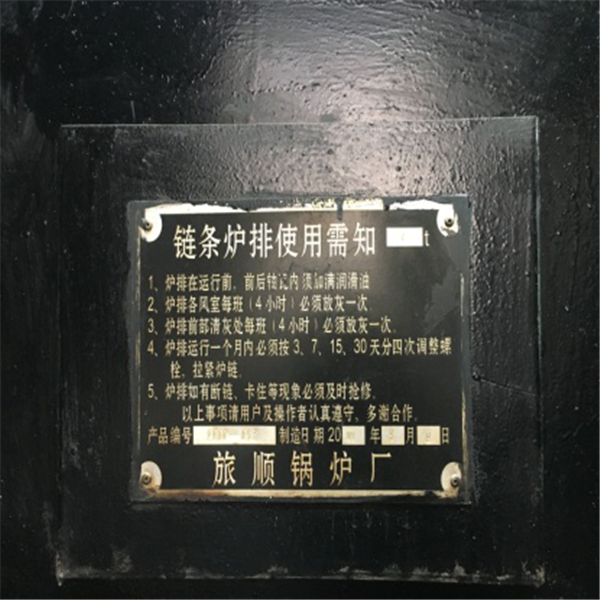 链条炉排使用需知 t
1、炉排在运行前，前后轴瓦内须加满润滑油
2、炉排各风室每班（4小时）必须放灰一次．
3、炉排前部清灰处每班（4小时）必须放灰一次．
4、炉排运行一个月内必须按3、7、15、30天分四次调整螺
栓、拉紧炉链．
5、炉排如有断链、卡住等现象必须及时抢修．
以上事项请用户及操作者认真遵守、多谢合作．
产品编号 制造日期20 年 月 日
旅顺锅炉厂